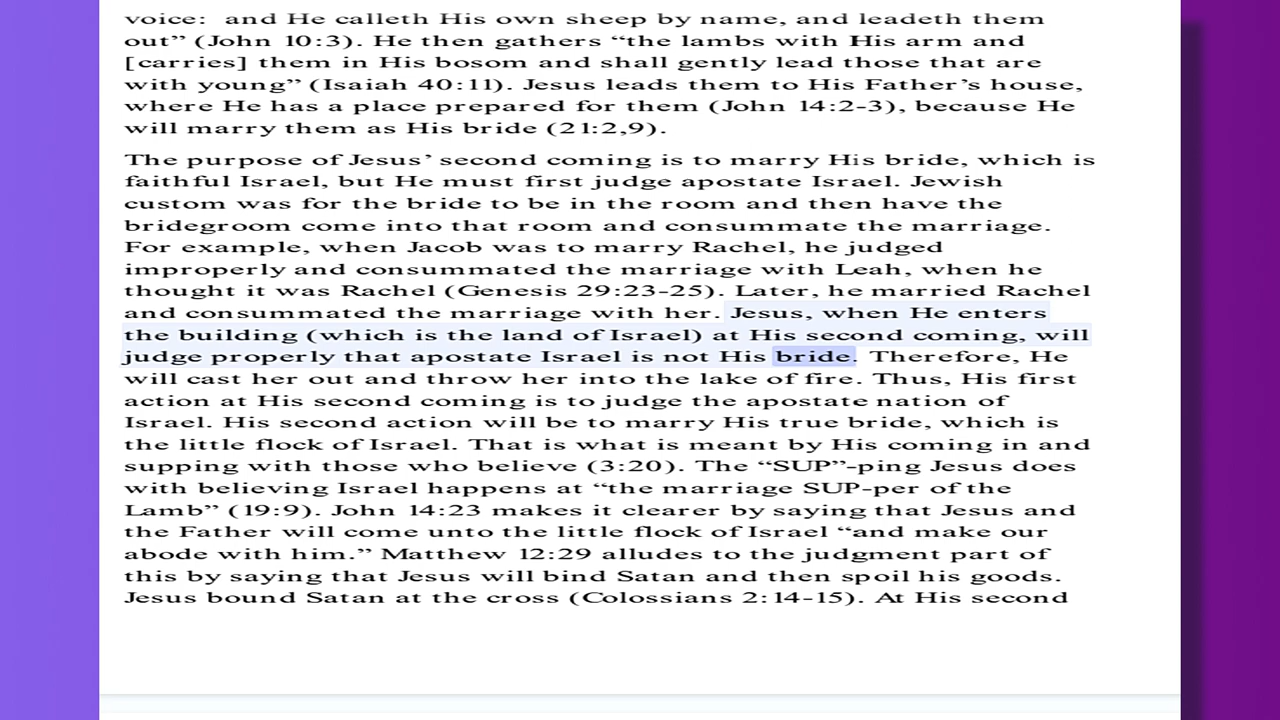 voice:  and He calleth His own sheep by name, and leadeth them
out” (John 10:3). He then gathers “the lambs with His arm and
[carries] them in His bosom and shall gently lead those that are
with young” (Isaiah 40:11). Jesus leads them to His Father’s house,
where He has a place prepared for them (John 14:2-3), because He
will marry them as His bride (21:2,9).
The purpose of Jesus’ second coming is to marry His bride, which is
faithful Israel, but He must first judge apostate Israel. Jewish
custom was for the bride to be in the room and then have the
bridegroom come into that room and consummate the marriage.
For example, when Jacob was to marry Rachel, he judged
improperly and consummated the marriage with Leah, when he
thought it was Rachel (Genesis 29:23-25). Later, he married Rachel
and consummated the marriage with her. Jesus, when He enters
the building (which is the land of Israel) at His second coming, will
judge properly that apostate Israel is not His bride. Therefore, He
will cast her out and throw her into the lake of fire. Thus, His first
action at His second coming is to judge the apostate nation of
Israel. His second action will be to marry His true bride, which is
the little flock of Israel. That is what is meant by His coming in and
supping with those who believe (3:20). The “SUP”-ping Jesus does
with believing Israel happens at “the marriage SUP-per of the
Lamb” (19:9). John 14:23 makes it clearer by saying that Jesus and
the Father will come unto the little flock of Israel “and make our
abode with him.” Matthew 12:29 alludes to the judgment part of
this by saying that Jesus will bind Satan and then spoil his goods.
Jesus bound Satan at the cross (Colossians 2:14-15). At His second